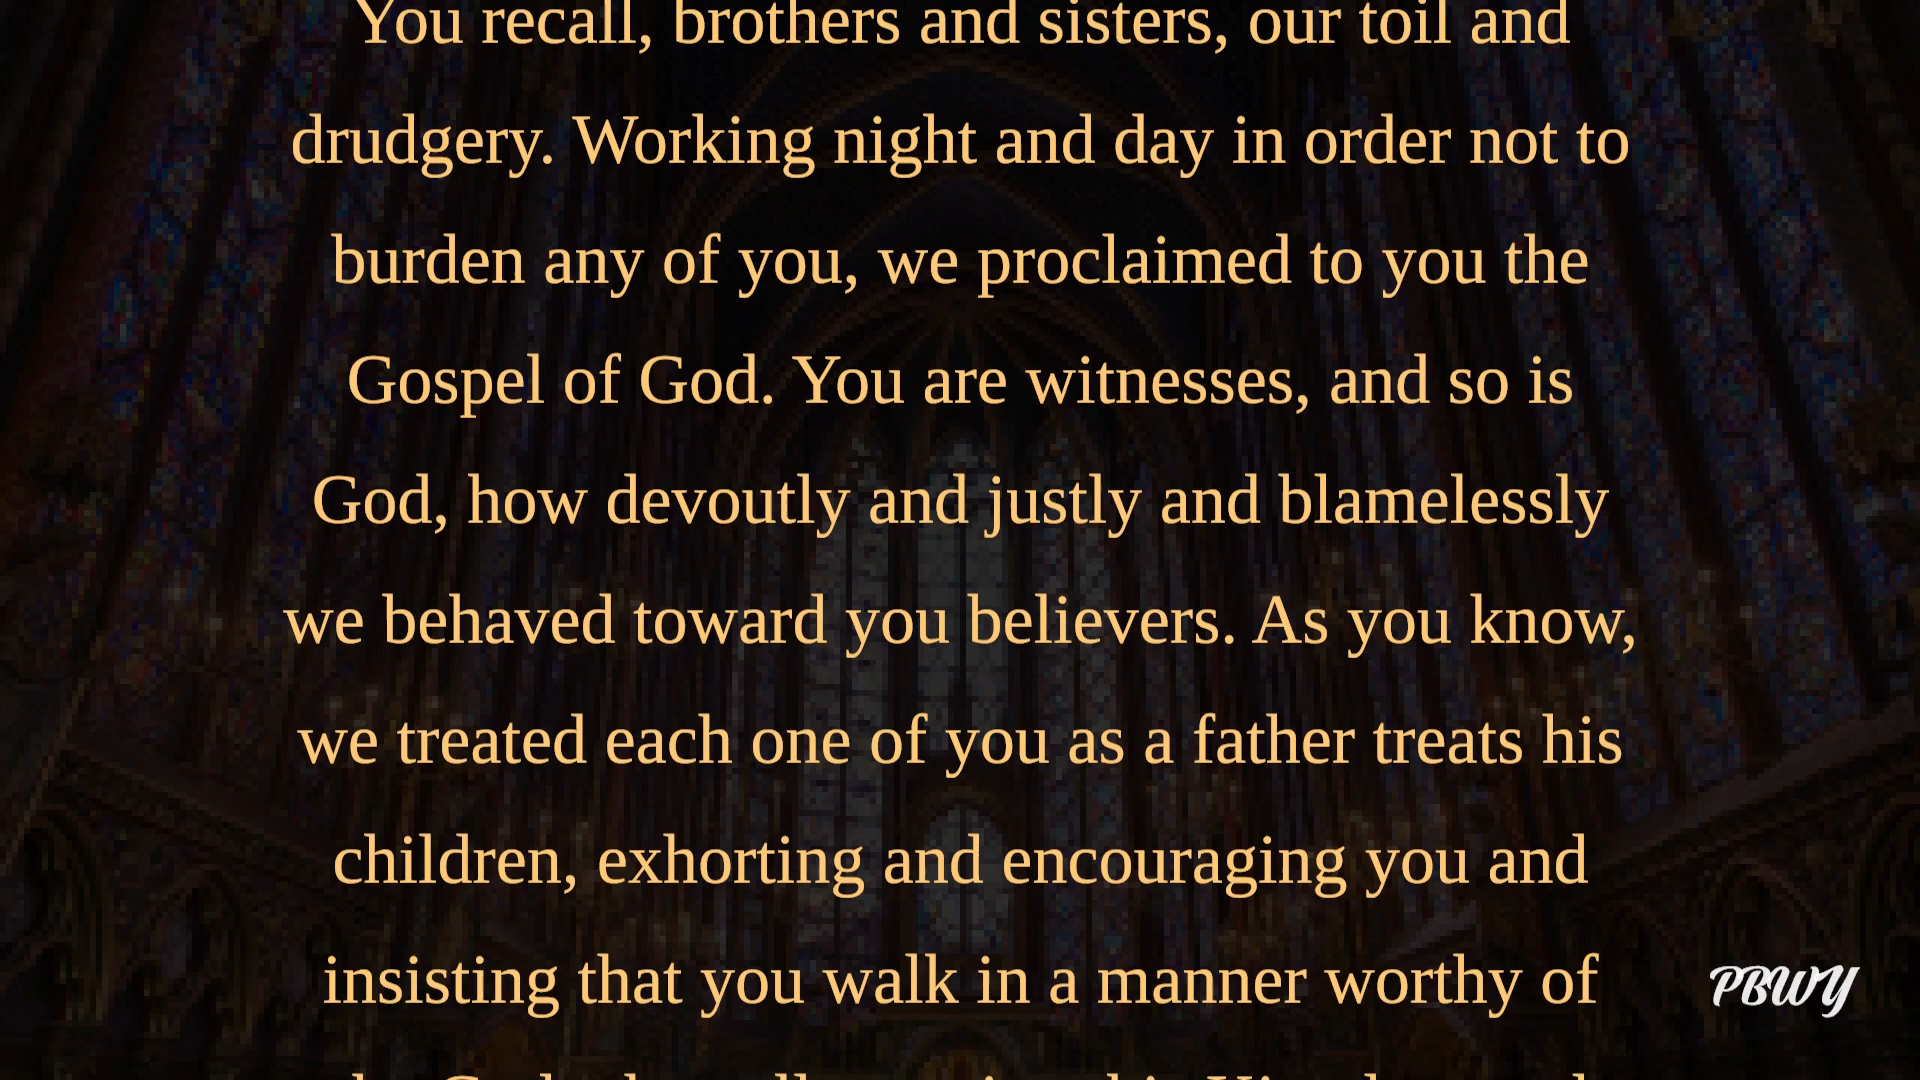 You recall, brothers and sisters, our toil and
drudgery. Working night and day in order not to
burden any of you, we proclaimed to you the
Gospel of God. You are witnesses, and so is
God, how devoutly and justly and blamelessly
we behaved toward you believers. As you know,
we treated each one of you as a father treats his
children, exhorting and encouraging you and
insisting that you walk in a manner worthy of
PBWY